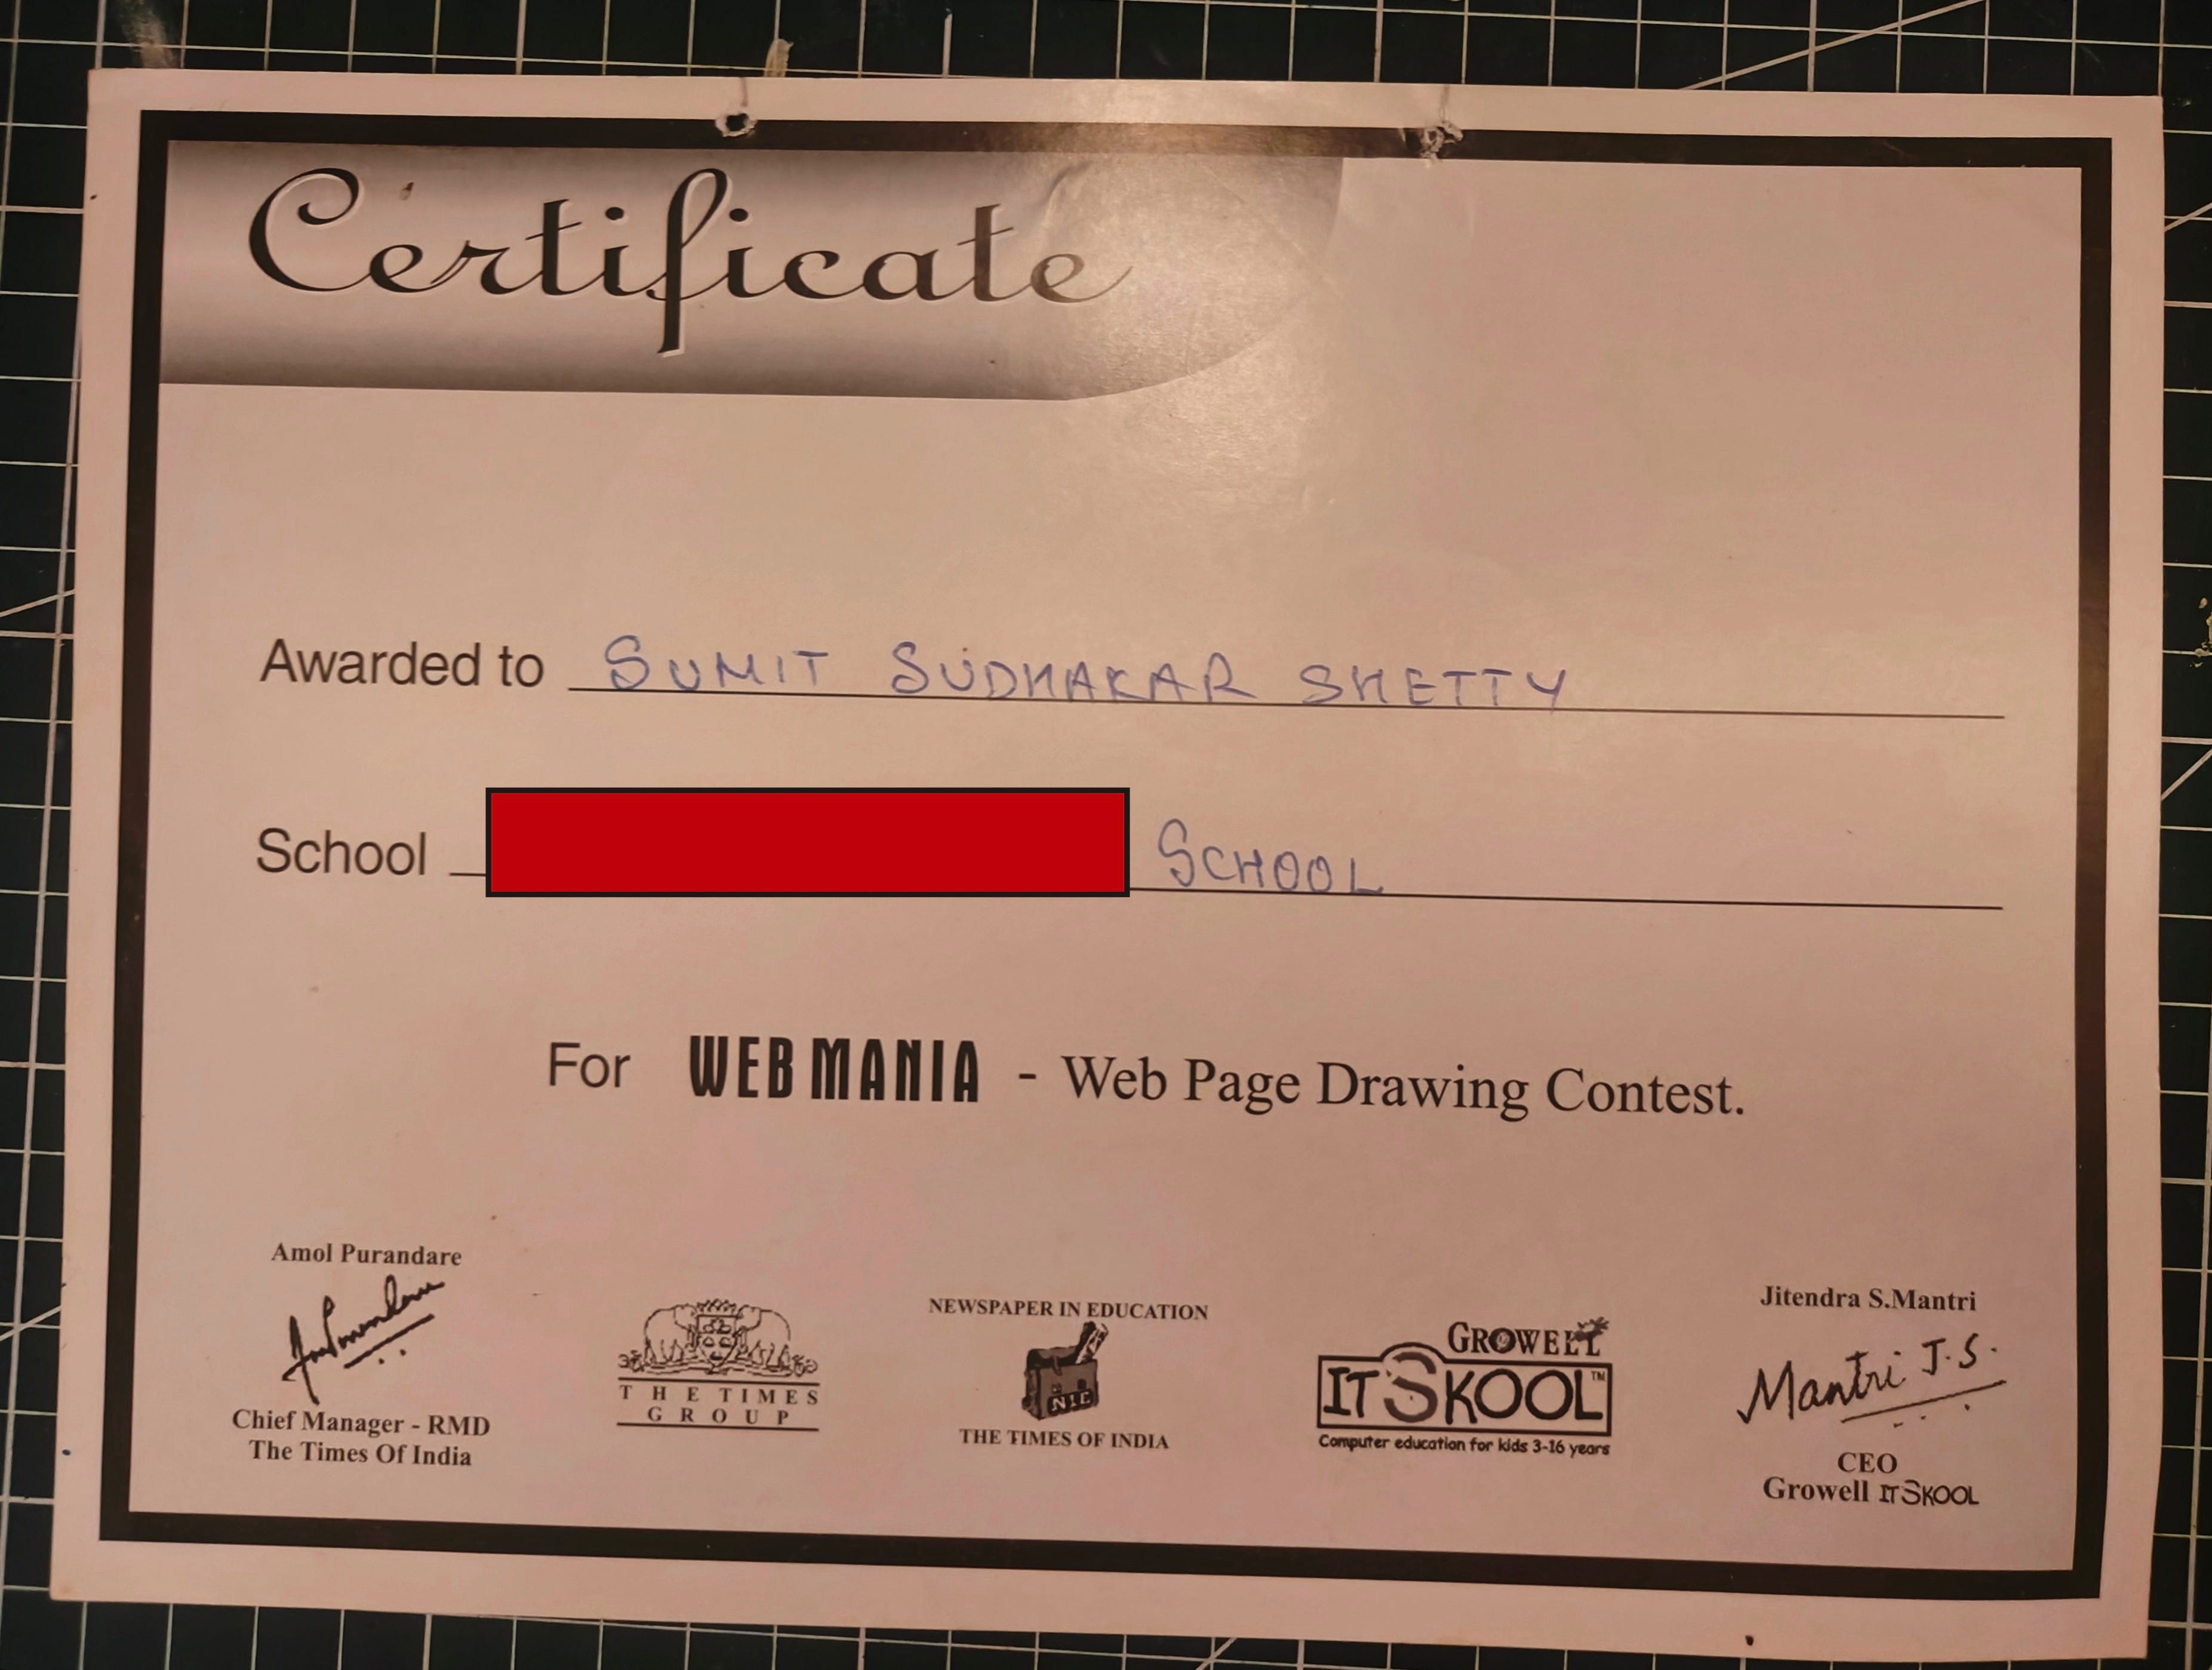 Certificate
Awarded to SUMIT SUDHAKAR SHETTY
School SCHOOL
For WEB MANIA - Web Page Drawing Contest.
Amol Purandare
Chief Manager - RMD
The Times Of India
THE TIMES
GROUP
NEWSPAPER IN EDUCATION
NIE
THE TIMES OF INDIA
GROWELL
IT SKOOL™
Computer education for kids 3-16 years
Jitendra S.Mantri
Mantri J.S.
CEO
Growell IT SKOOL